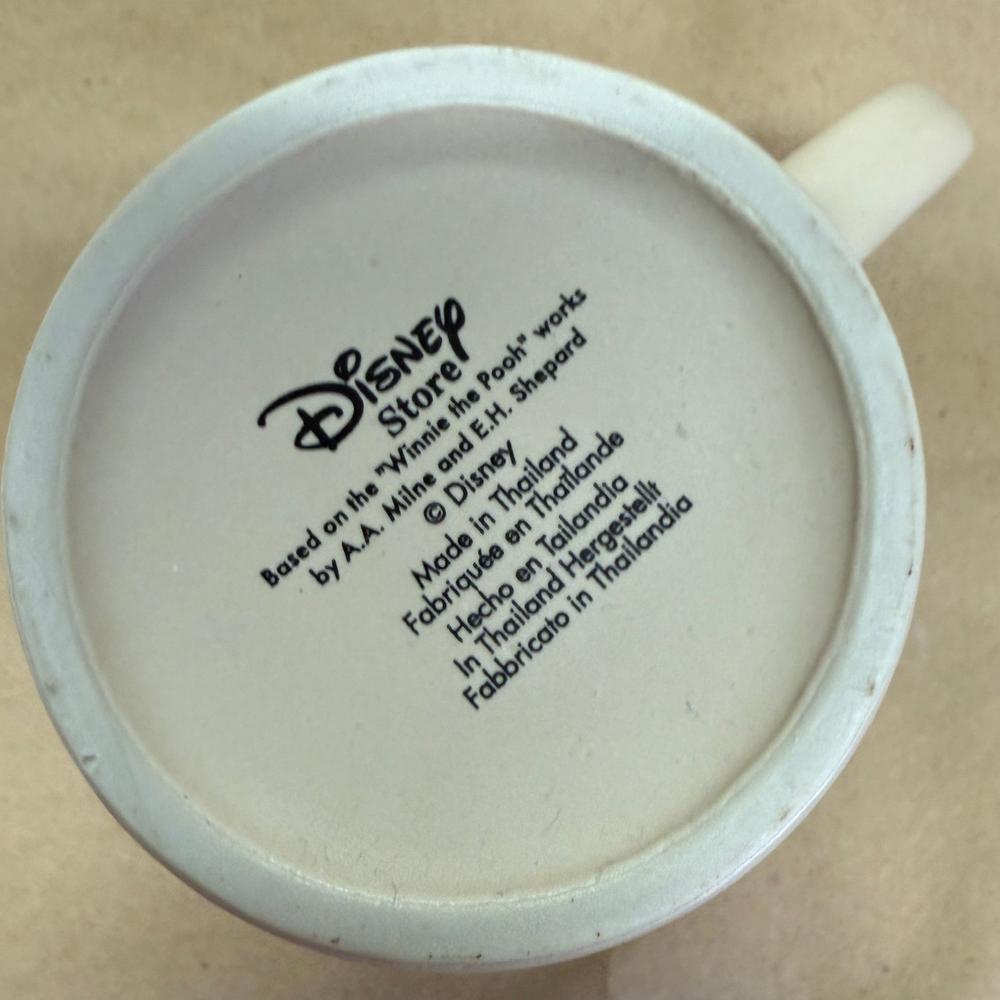 Disney
Store
Based on the "Winnie the Pooh" works
by A.A. Milne and E.H. Shepard
© Disney
Made in Thailand
Fabriquée en Thaïlande
Hecho en Tailandia
In Thailand Hergestellt
Fabbricato in Thailandia